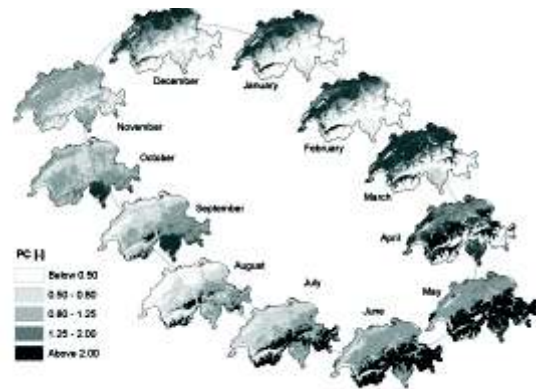 December
January
November
February
October
March
September
April
August
July
May
June
PC [-]
Below 0.50
0.50 - 0.80
0.80 - 1.25
1.25 - 2.00
Above 2.00